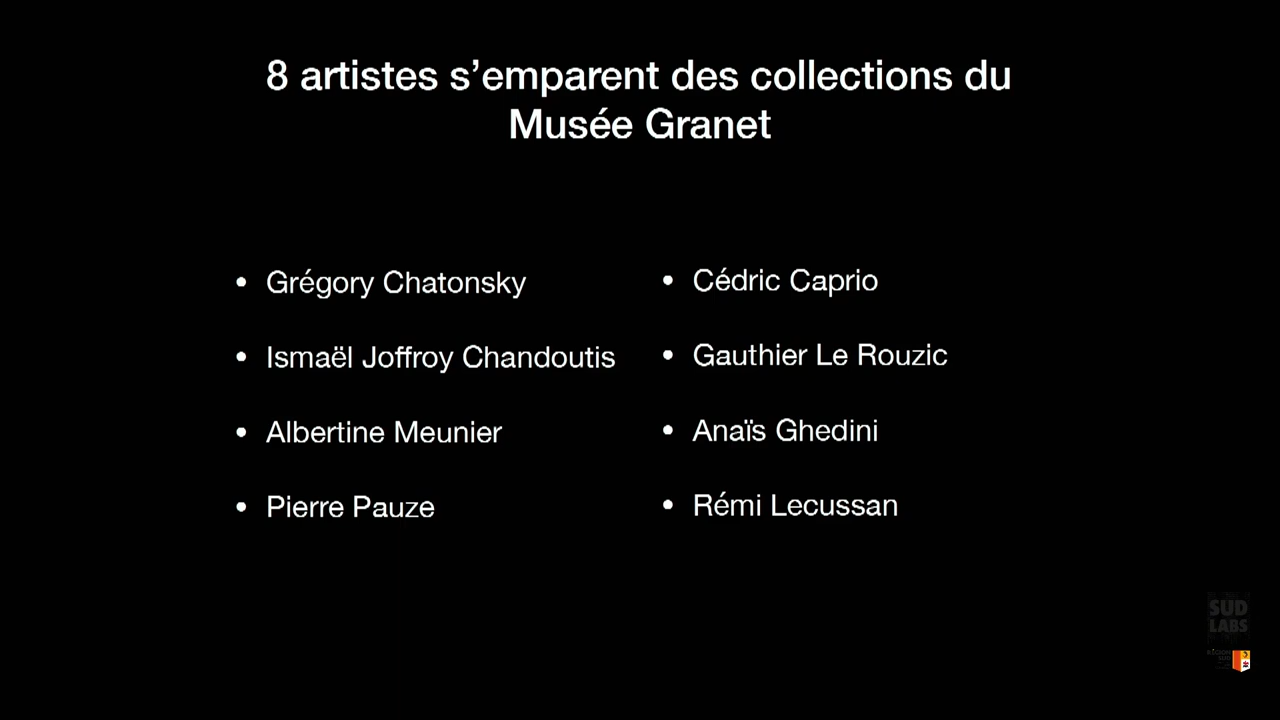 8 artistes s’emparent des collections du
Musée Granet
• Grégory Chatonsky
• Ismaël Joffroy Chandoutis
• Albertine Meunier
• Pierre Pauze
• Cédric Caprio
• Gauthier Le Rouzic
• Anaïs Ghedini
• Rémi Lecussan
SUD
LABS